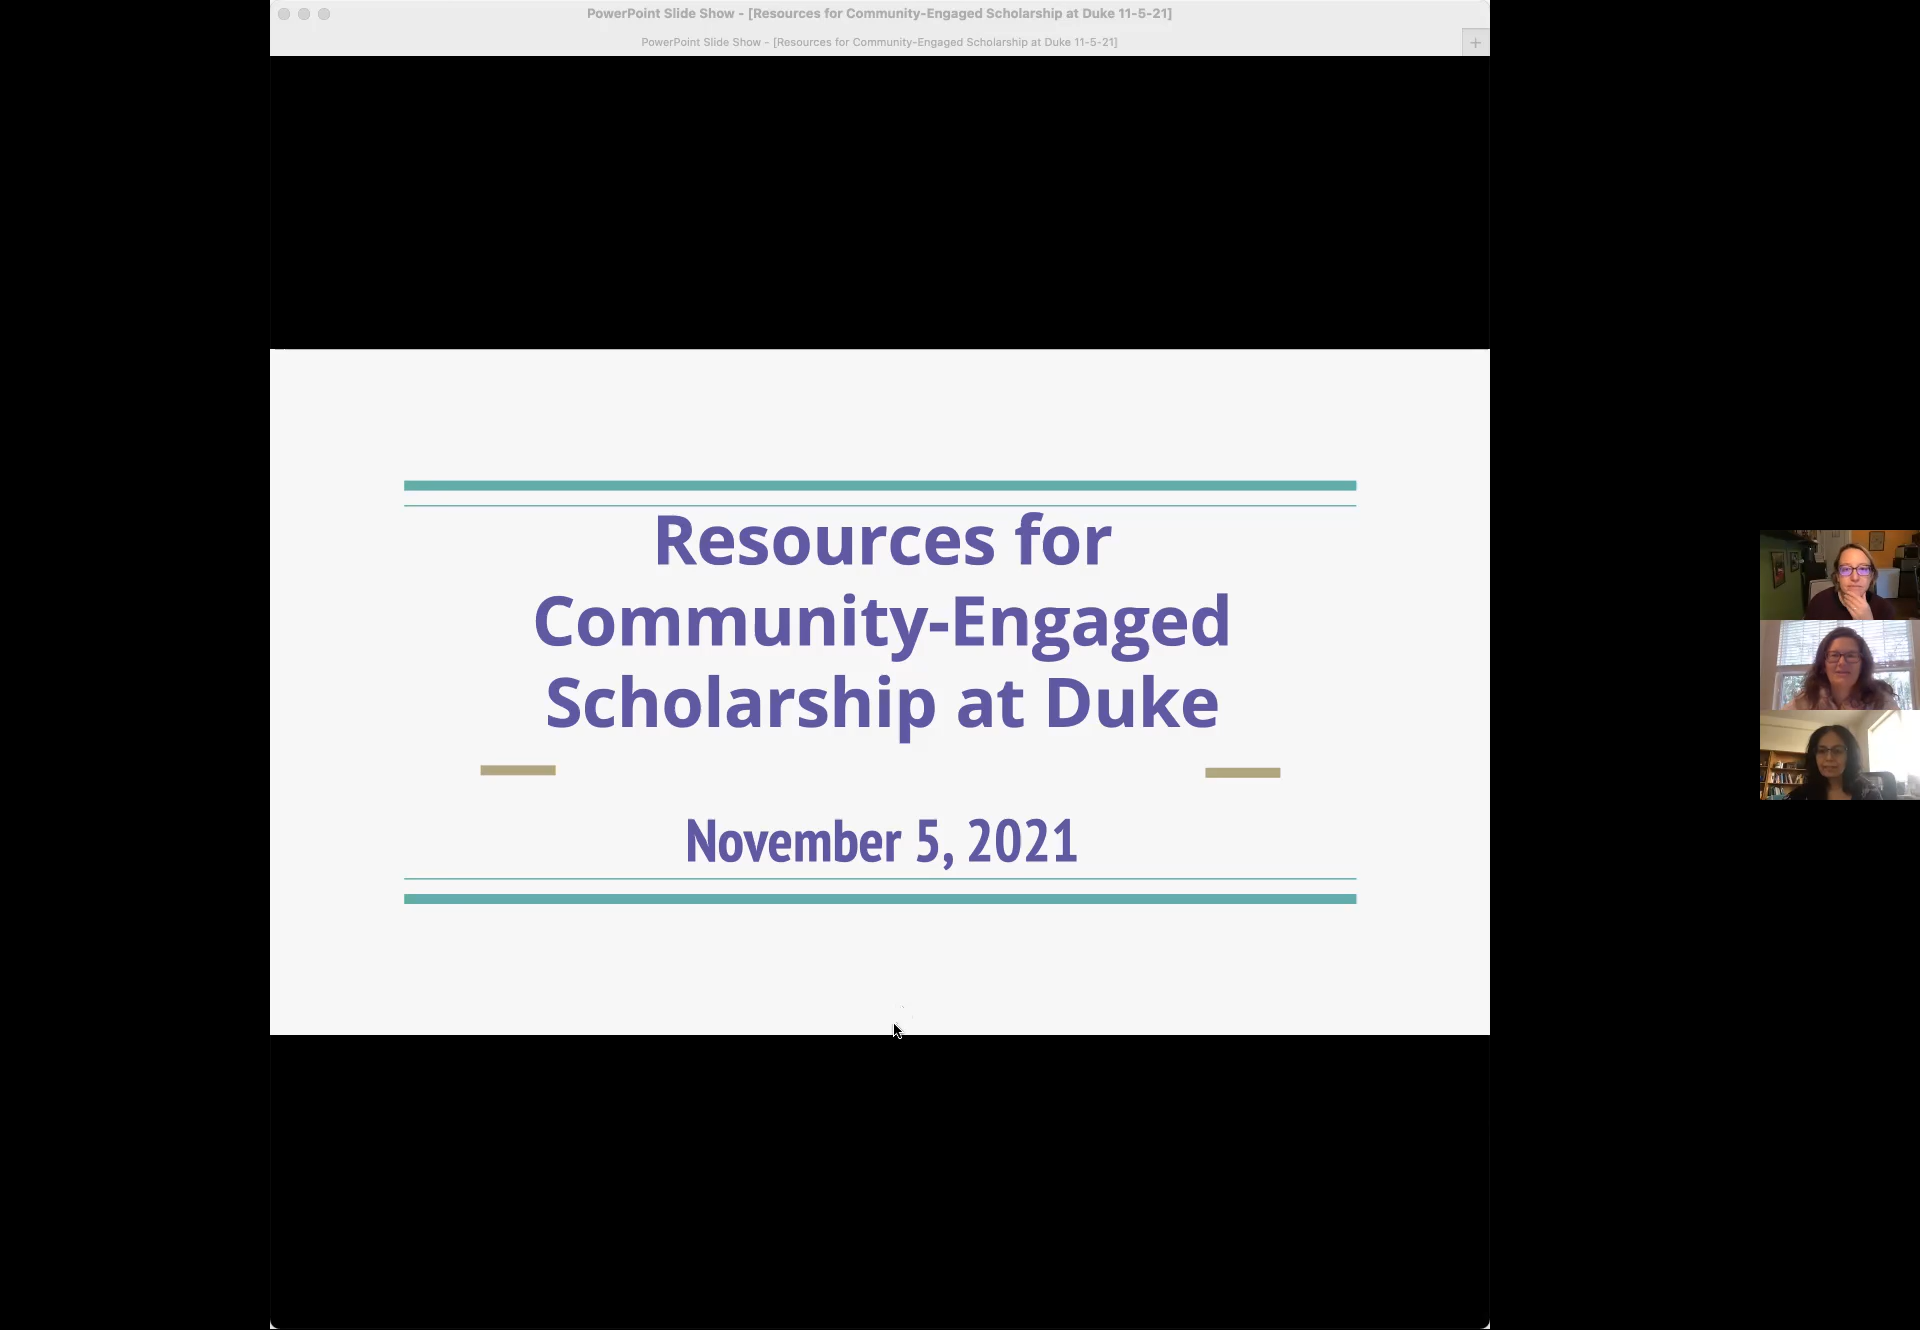 PowerPoint Slide Show - [Resources for Community-Engaged Scholarship at Duke 11-5-21]
PowerPoint Slide Show - [Resources for Community-Engaged Scholarship at Duke 11-5-21]
+
Resources for
Community-Engaged
Scholarship at Duke
November 5, 2021